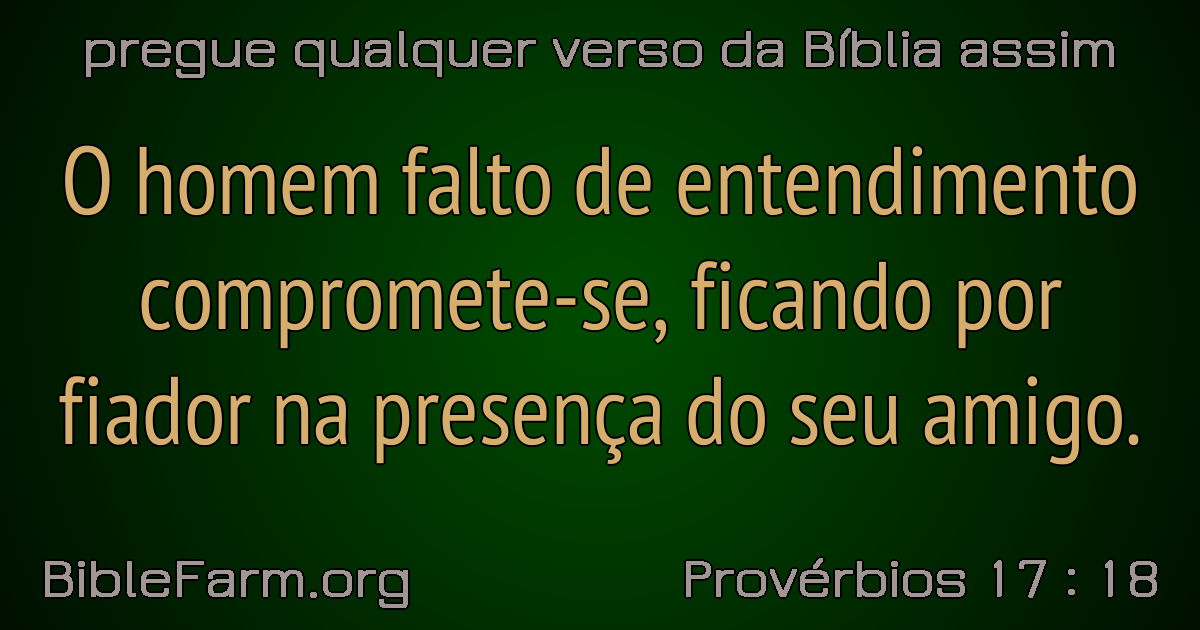 pregue qualquer verso da Bíblia assim
O homem falto de entendimento
compromete-se, ficando por
fiador na presença do seu amigo.
BibleFarm.org
Provérbios 17 : 18